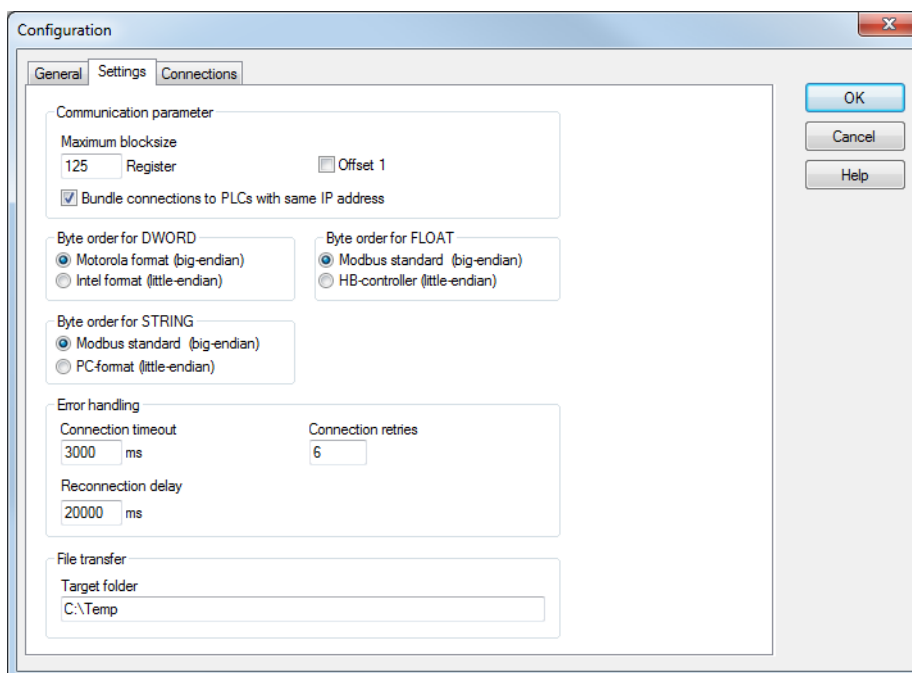 Configuration
General Settings Connections
OK
Cancel
Help
Communication parameter
Maximum blocksize
125 Register Offset 1
Bundle connections to PLCs with same IP address
Byte order for DWORD
Motorola format (big-endian)
Intel format (little-endian)
Byte order for FLOAT
Modbus standard (big-endian)
HB-controller (little-endian)
Byte order for STRING
Modbus standard (big-endian)
PC-format (little-endian)
Error handling
Connection timeout Connection retries
3000 ms 6
Reconnection delay
20000 ms
File transfer
Target folder
C:\Temp